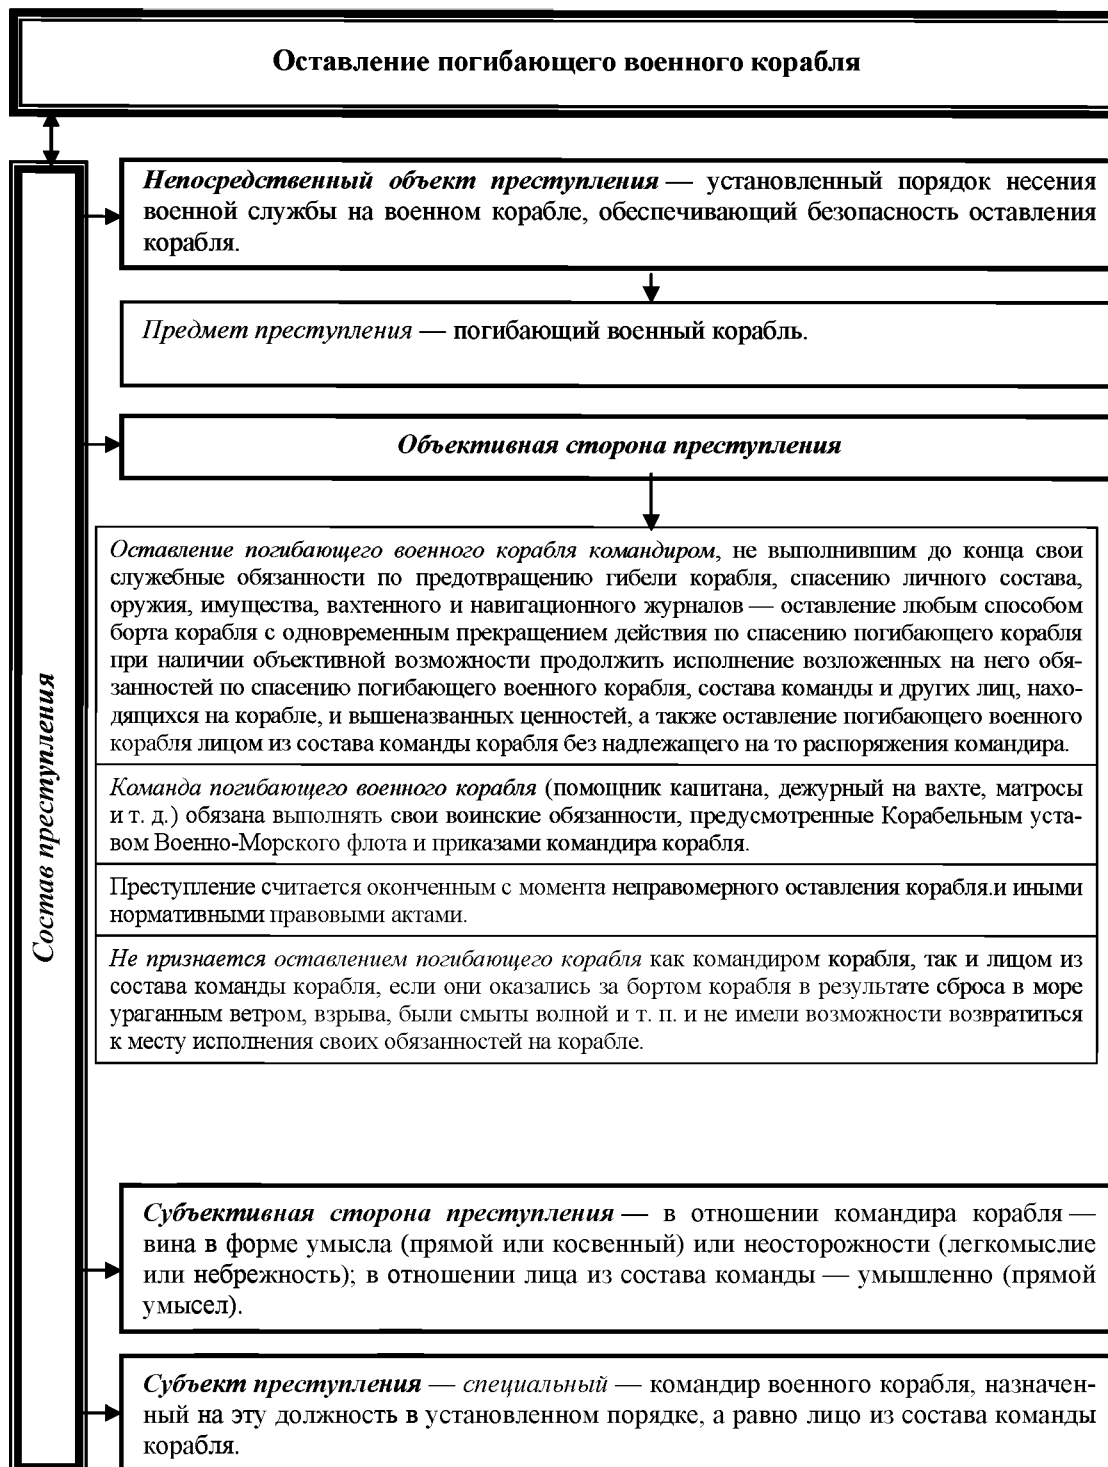 Оставление погибающего военного корабля
Непосредственный объект преступления — установленный порядок несения
военной службы на военном корабле, обеспечивающий безопасность оставления
корабля.
Предмет преступления — погибающий военный корабль.
Объективная сторона преступления
Оставление погибающего военного корабля командиром, не выполнившим до конца свои
служебные обязанности по предотвращению гибели корабля, спасению личного состава,
оружия, имущества, вахтенного и навигационного журналов — оставление любым способом
борта корабля с одновременным прекращением действия по спасению погибающего корабля
при наличии объективной возможности продолжить исполнение возложенных на него обя-
занностей по спасению погибающего военного корабля, состава команды и других лиц, нахо-
дящихся на корабле, и вышеназванных ценностей, а также оставление погибающего военного
корабля лицом из состава команды корабля без надлежащего на то распоряжения командира.
Команда погибающего военного корабля (помощник капитана, дежурный на вахте, матросы
и т. д.) обязана выполнять свои воинские обязанности, предусмотренные Корабельным уста-
вом Военно-Морского флота и приказами командира корабля.
Преступление считается оконченным с момента неправомерного оставления корабля.и иными
нормативными правовыми актами.
Не признается оставлением погибающего корабля как командиром корабля, так и лицом из
состава команды корабля, если они оказались за бортом корабля в результате сброса в море
ураганным ветром, взрыва, были смыты волной и т. п. и не имели возможности возвратиться
к месту исполнения своих обязанностей на корабле.
Состав преступления
Субъективная сторона преступления — в отношении командира корабля —
вина в форме умысла (прямой или косвенный) или неосторожности (легкомыслие
или небрежность); в отношении лица из состава команды — умышленно (прямой
умысел).
Субъект преступления — специальный — командир военного корабля, назначен-
ный на эту должность в установленном порядке, а равно лицо из состава команды
корабля.